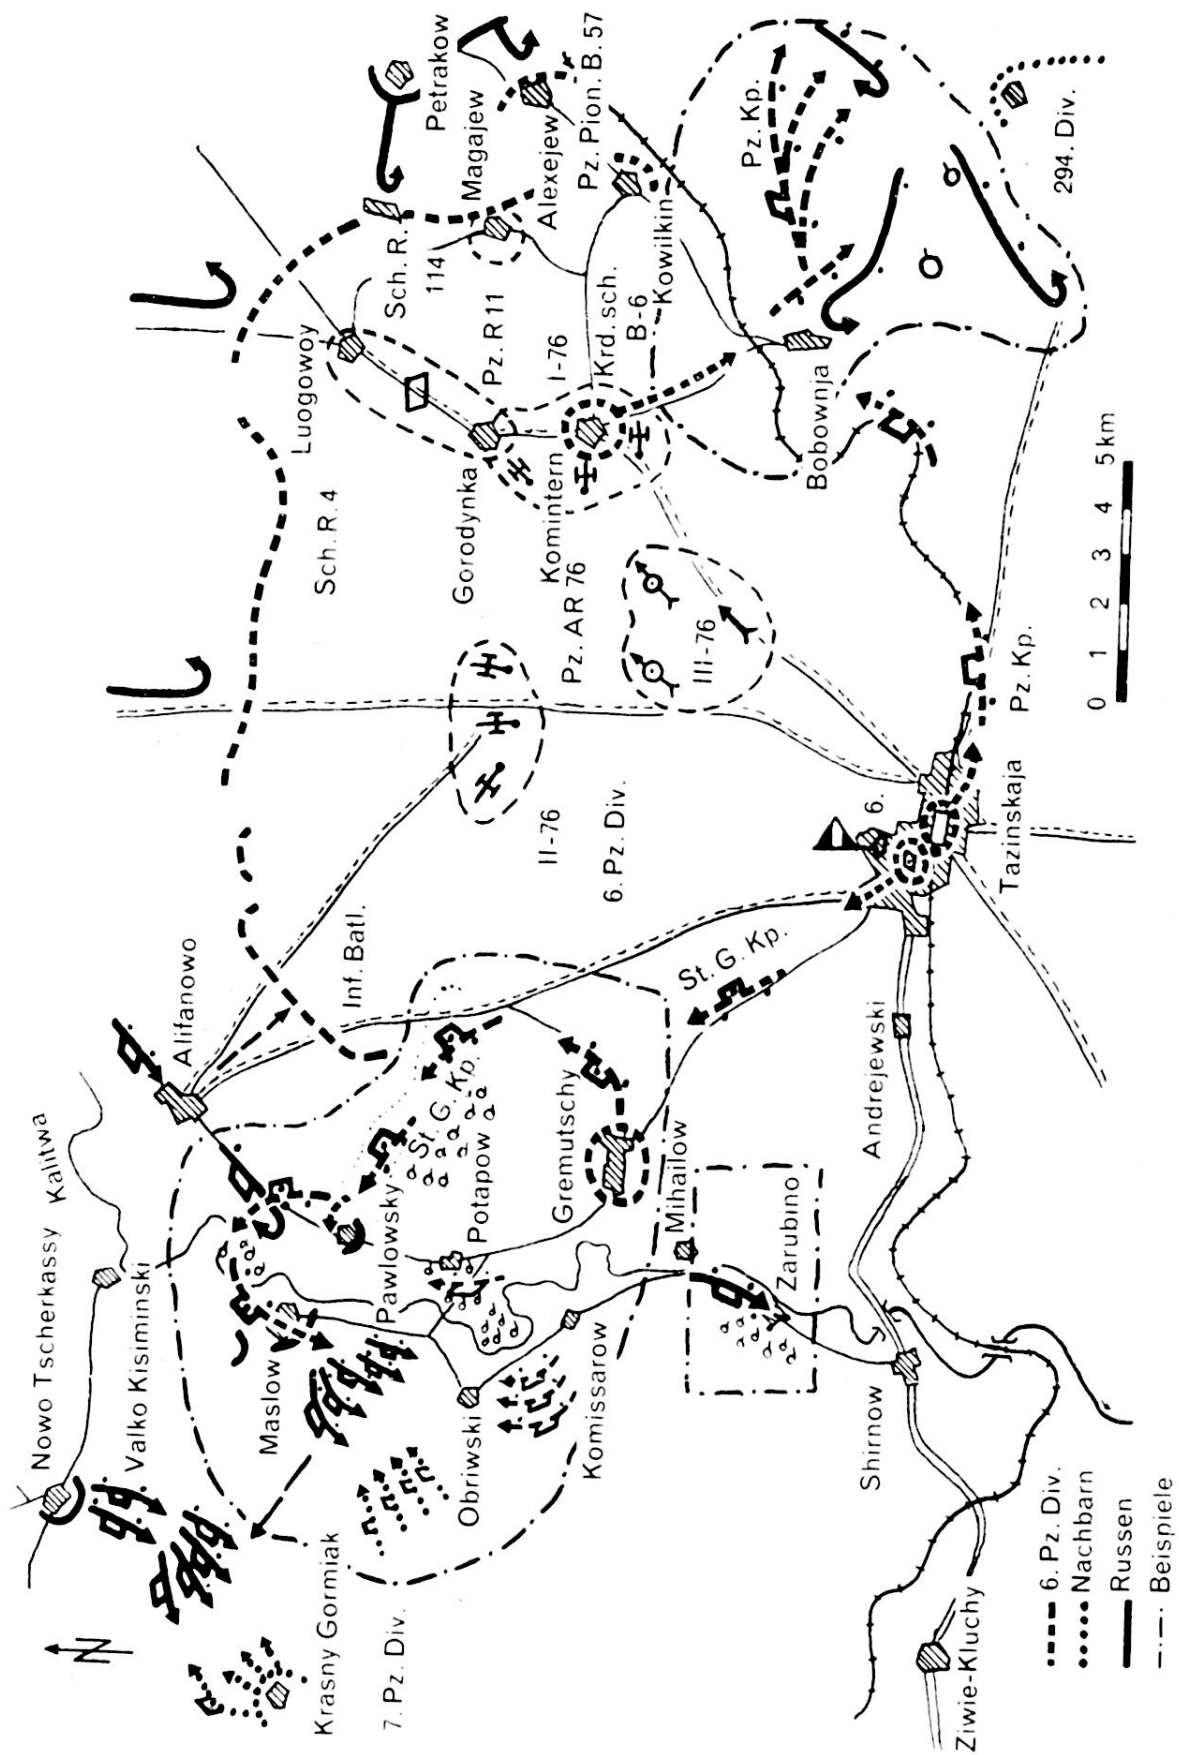 Nowo Tscherkassy
Kalitwa
Valko Kisiminski
Alifanowo
Krasny Gormiak
7. Pz. Div.
Maslow
Pawlowsky
Inf. Batl.
St. G. Kp.
Obriwski
Potapow
Komissarow
Gremutschy
Mihailow
Zarubino
St. G. Kp.
Shirnow
Andrejewski
Ziwie-Kluchy
Tazinskaja
6.
6. Pz. Div.
II-76
Sch. R. 4
Luogowoy
Sch. R.
114
Petrakow
Magajew
Alexejew
Pz. Pion. B. 57
Gorodynka
Pz. R 11
I-76
Komintern
Pz. AR 76
Krd. sch.
B-6
Kowilkin
III-76
Pz. Kp.
Bobownja
294. Div.
Pz. Kp.
0 1 2 3 4 5 km
6. Pz. Div.
Nachbarn
Russen
Beispiele
N